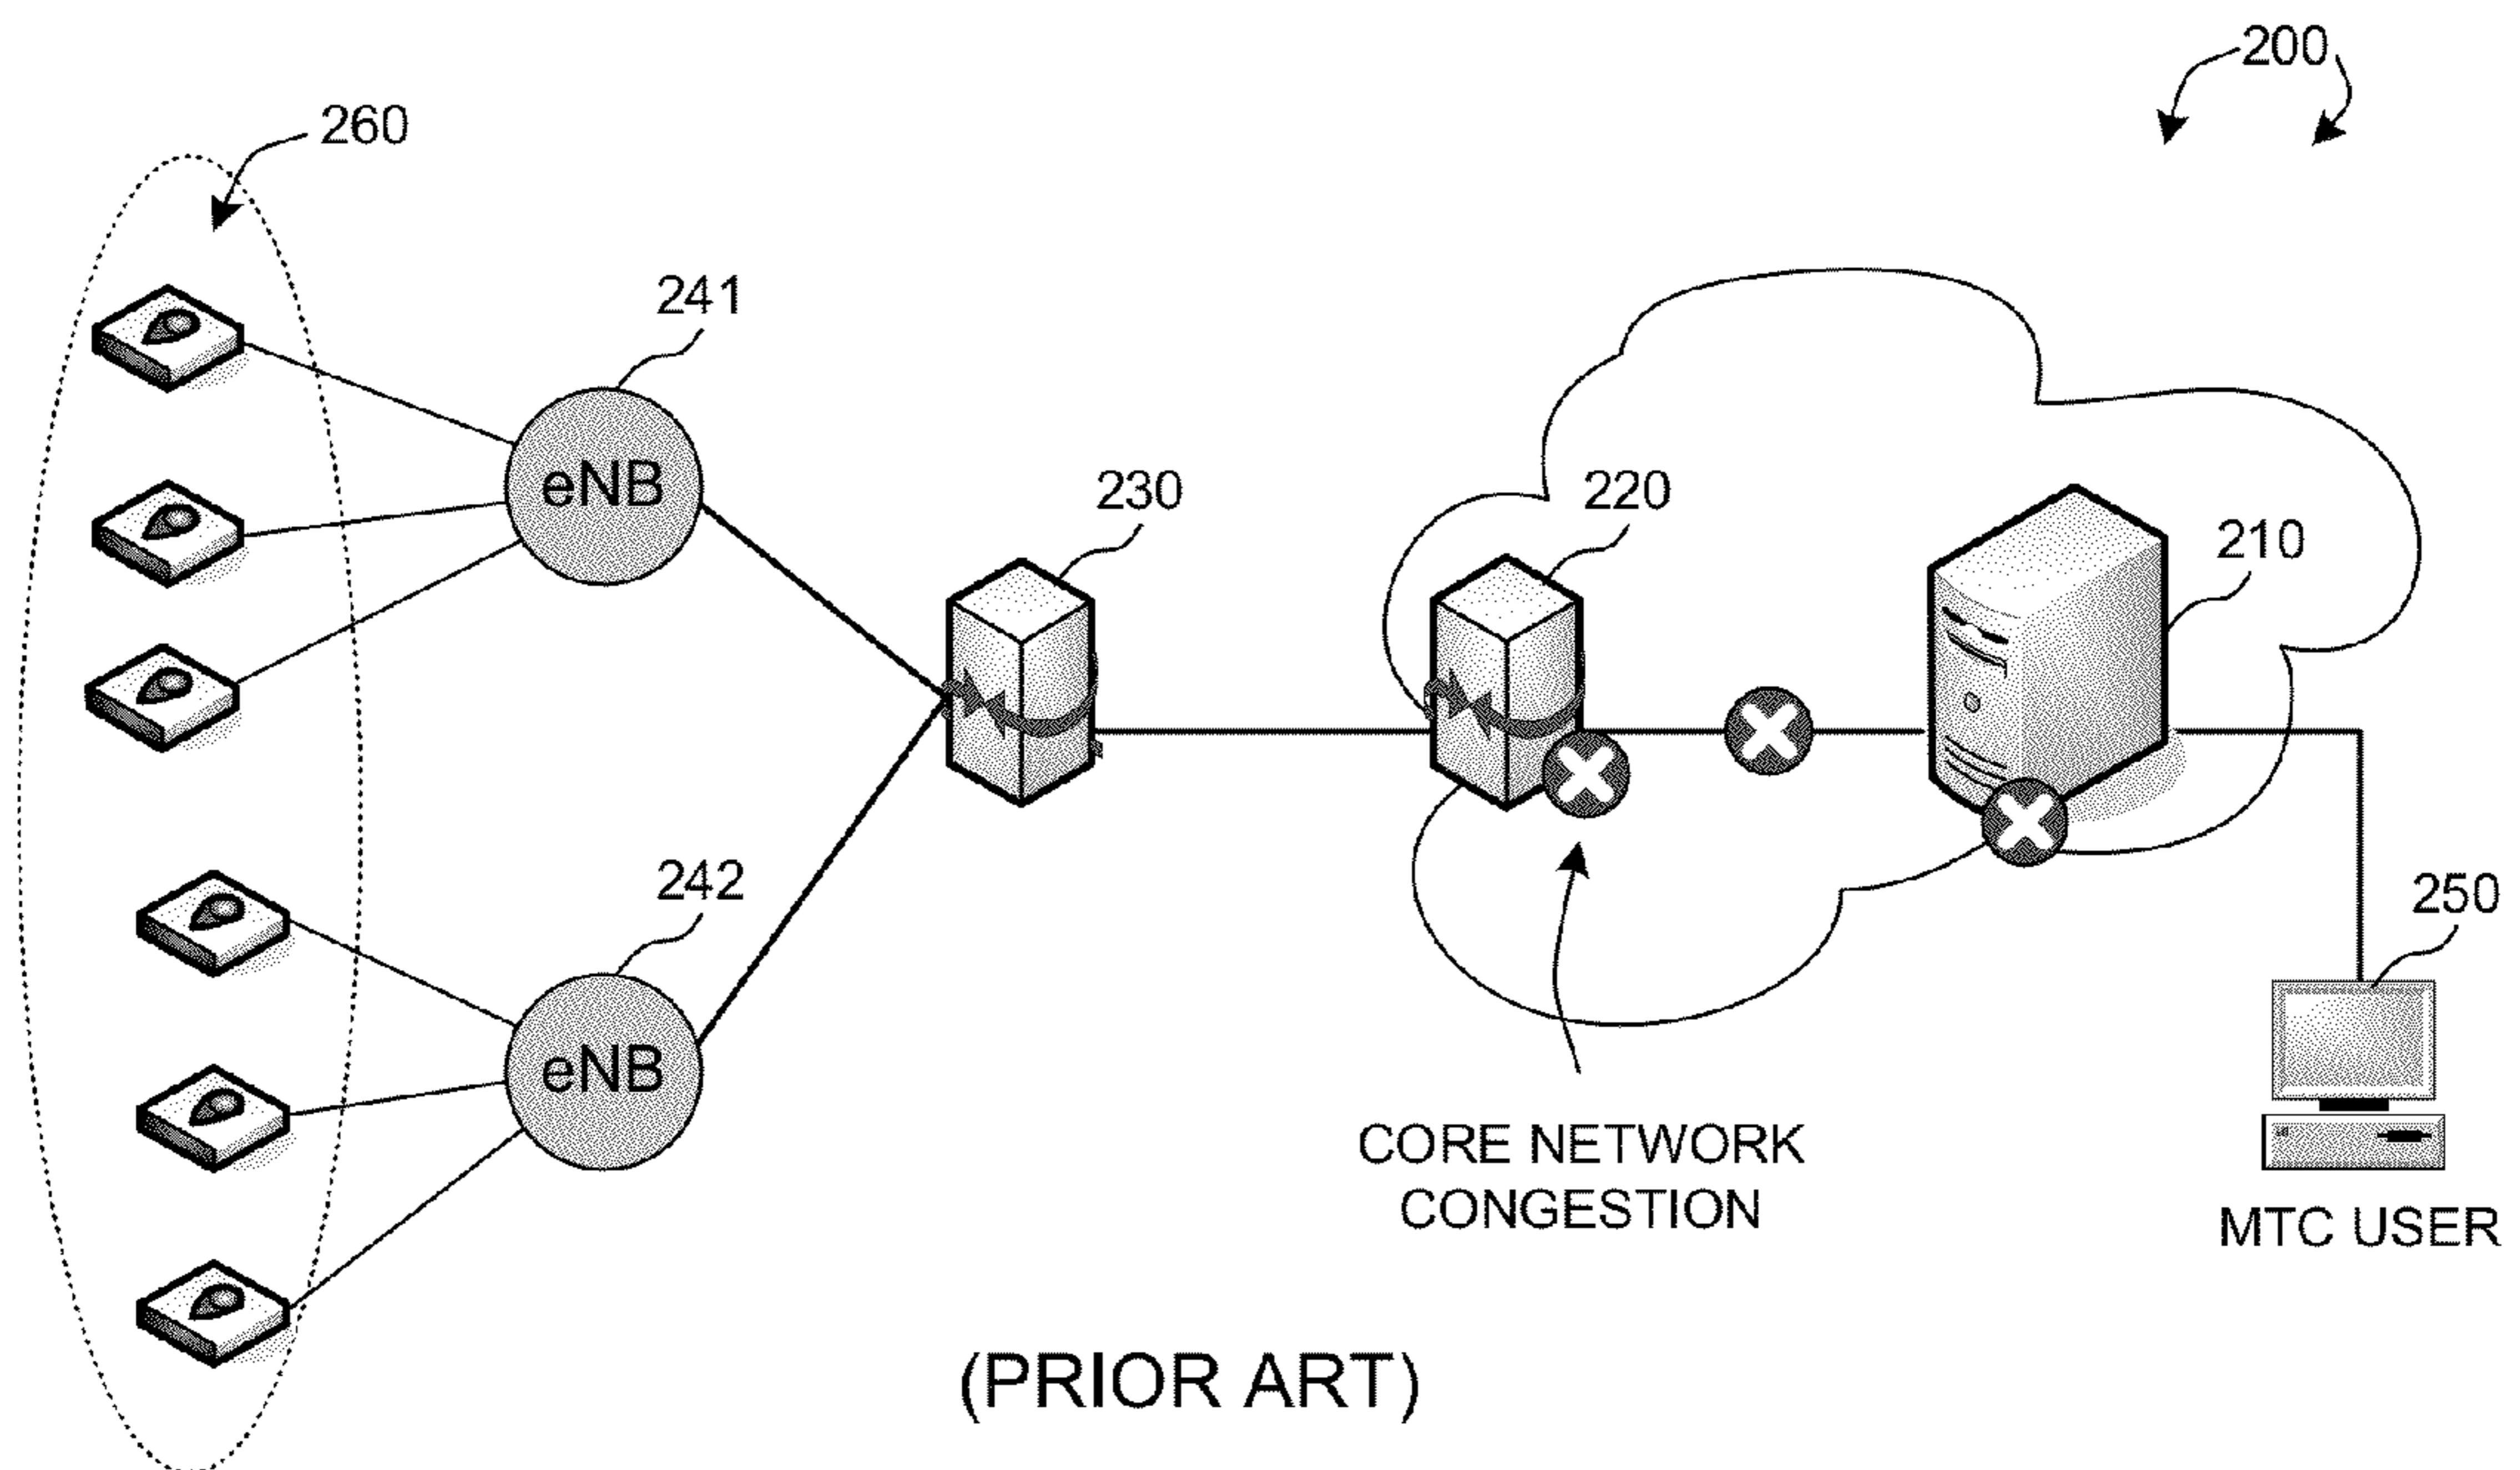 200
260
241
eNB
230
220
210
242
eNB
250
CORE NETWORK
CONGESTION
MTC USER
(PRIOR ART)